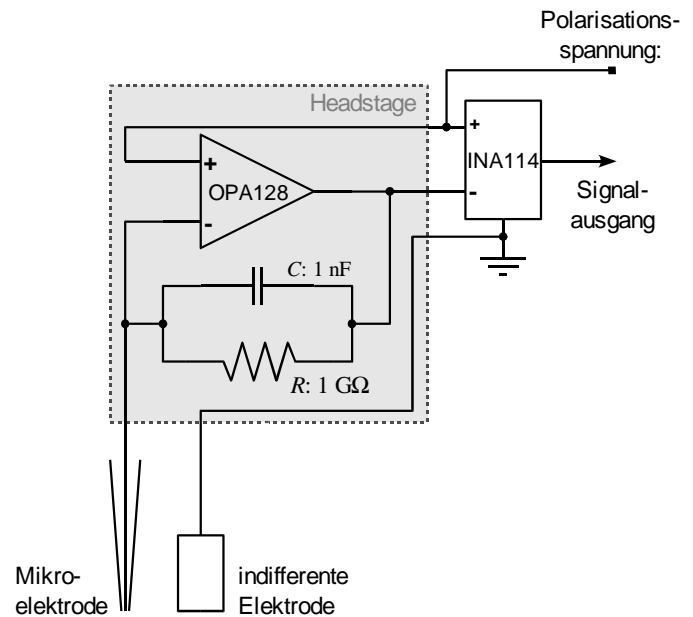 Polarisations-
spannung:
Headstage
+
INA114
-
+
OPA128
-
Signal-
ausgang
C: 1 nF
R: 1 GΩ
Mikro-
elektrode
indifferente
Elektrode